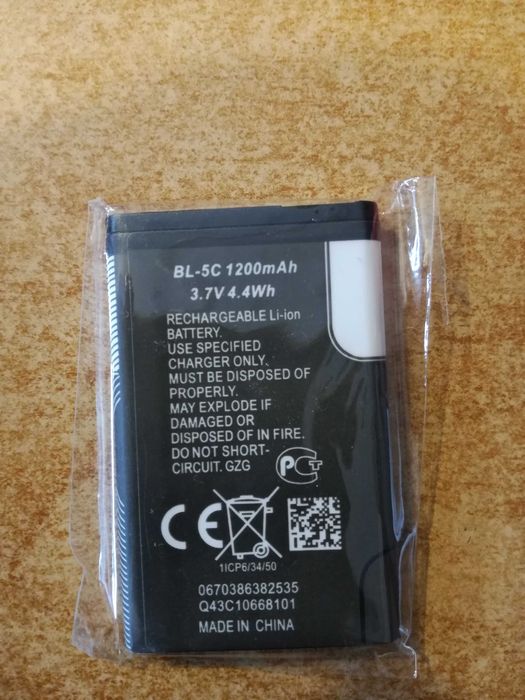 BL-5C 1200mAh
3.7V 4.4Wh
RECHARGEABLE Li-ion
BATTERY.
USE SPECIFIED
CHARGER ONLY.
MUST BE DISPOSED OF
PROPERLY.
MAY EXPLODE IF
DAMAGED OR
DISPOSED OF IN FIRE.
DO NOT SHORT-
CIRCUIT. GZG
PCT
CE
1ICP6/34/50
0670386382535
Q43C10668101
MADE IN CHINA